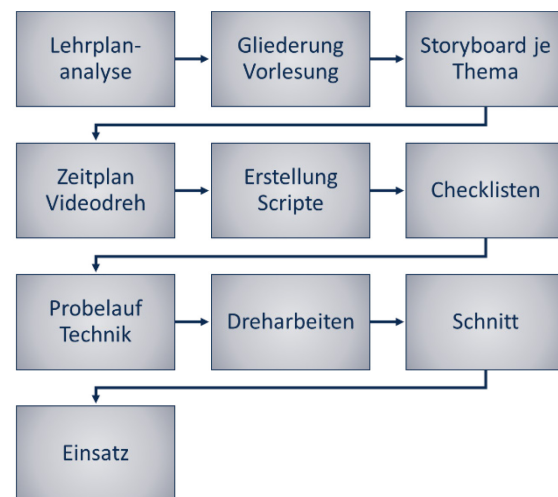 Lehrplan-
analyse
Gliederung
Vorlesung
Storyboard je
Thema
Zeitplan
Videodreh
Erstellung
Scripte
Checklisten
Probelauf
Technik
Dreharbeiten
Schnitt
Einsatz